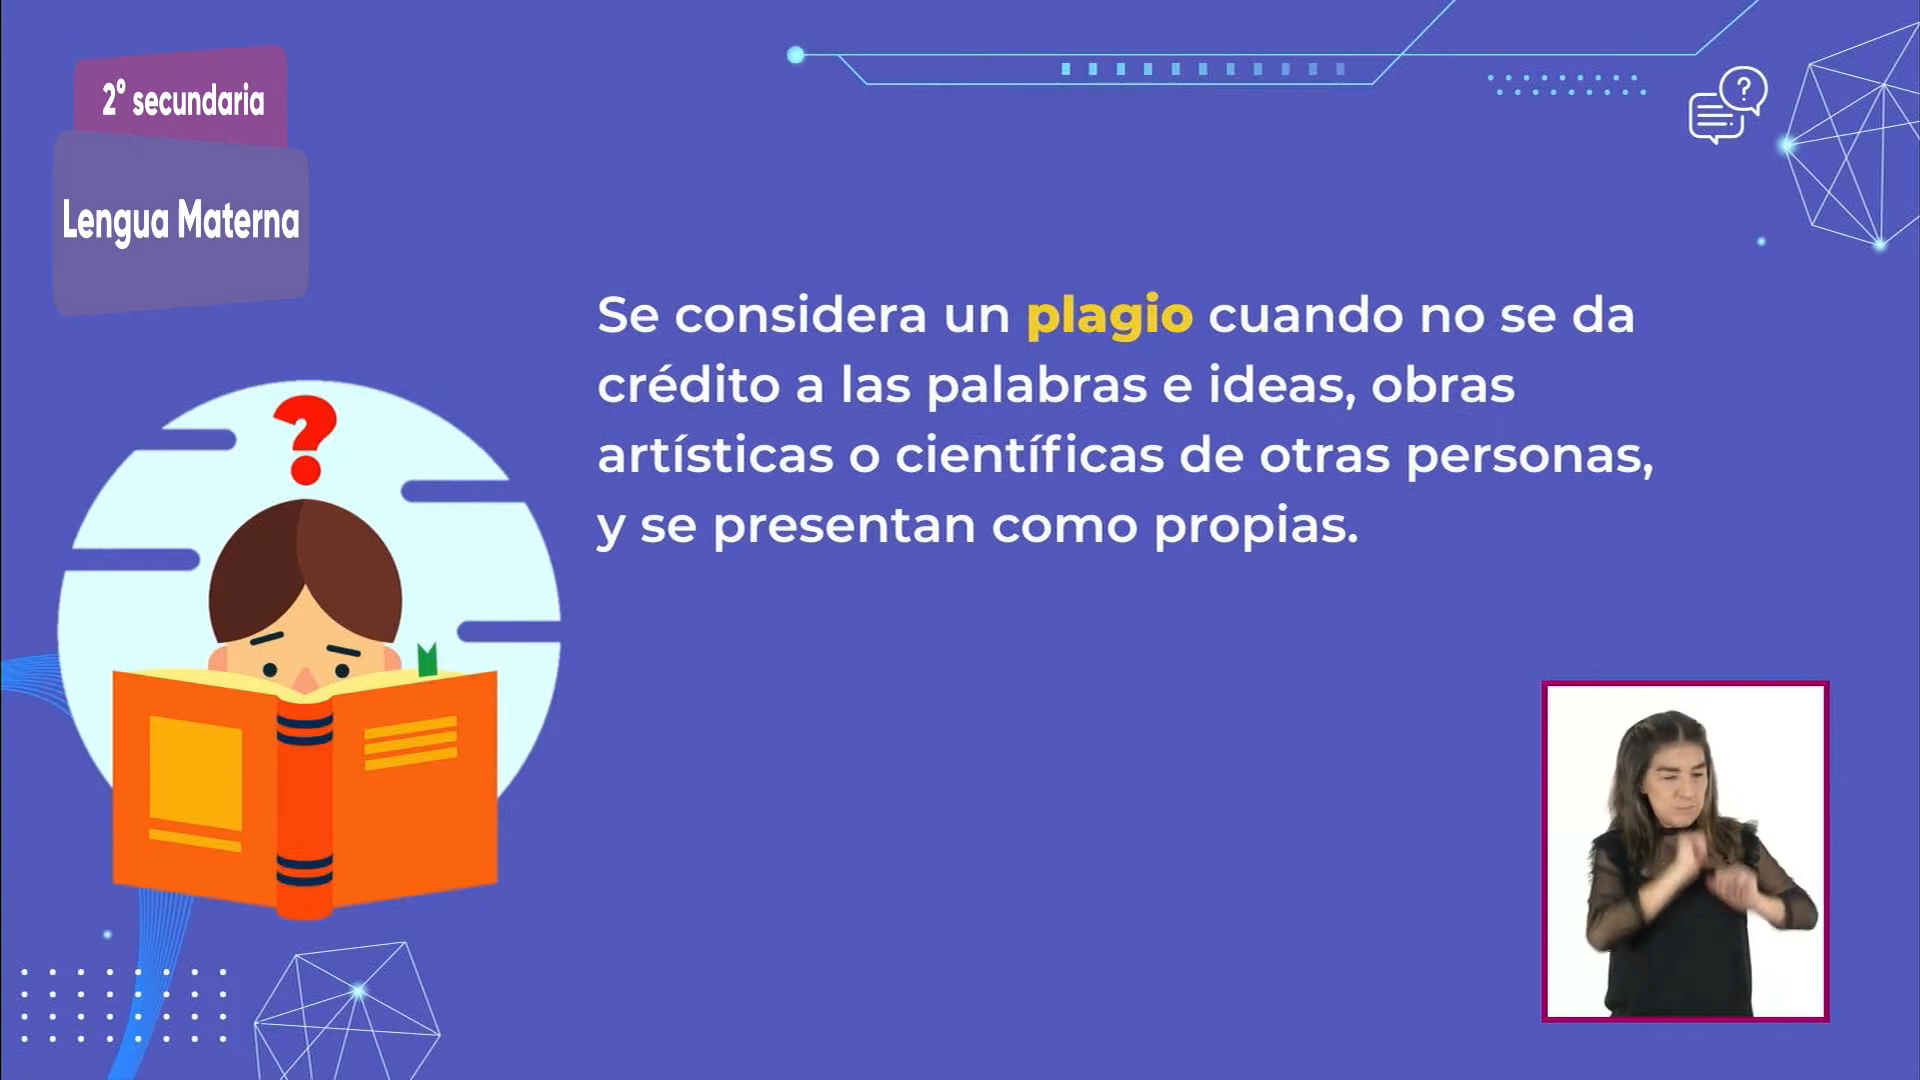 2° secundaria
Lengua Materna
Se considera un plagio cuando no se da
crédito a las palabras e ideas, obras
artísticas o científicas de otras personas,
y se presentan como propias.